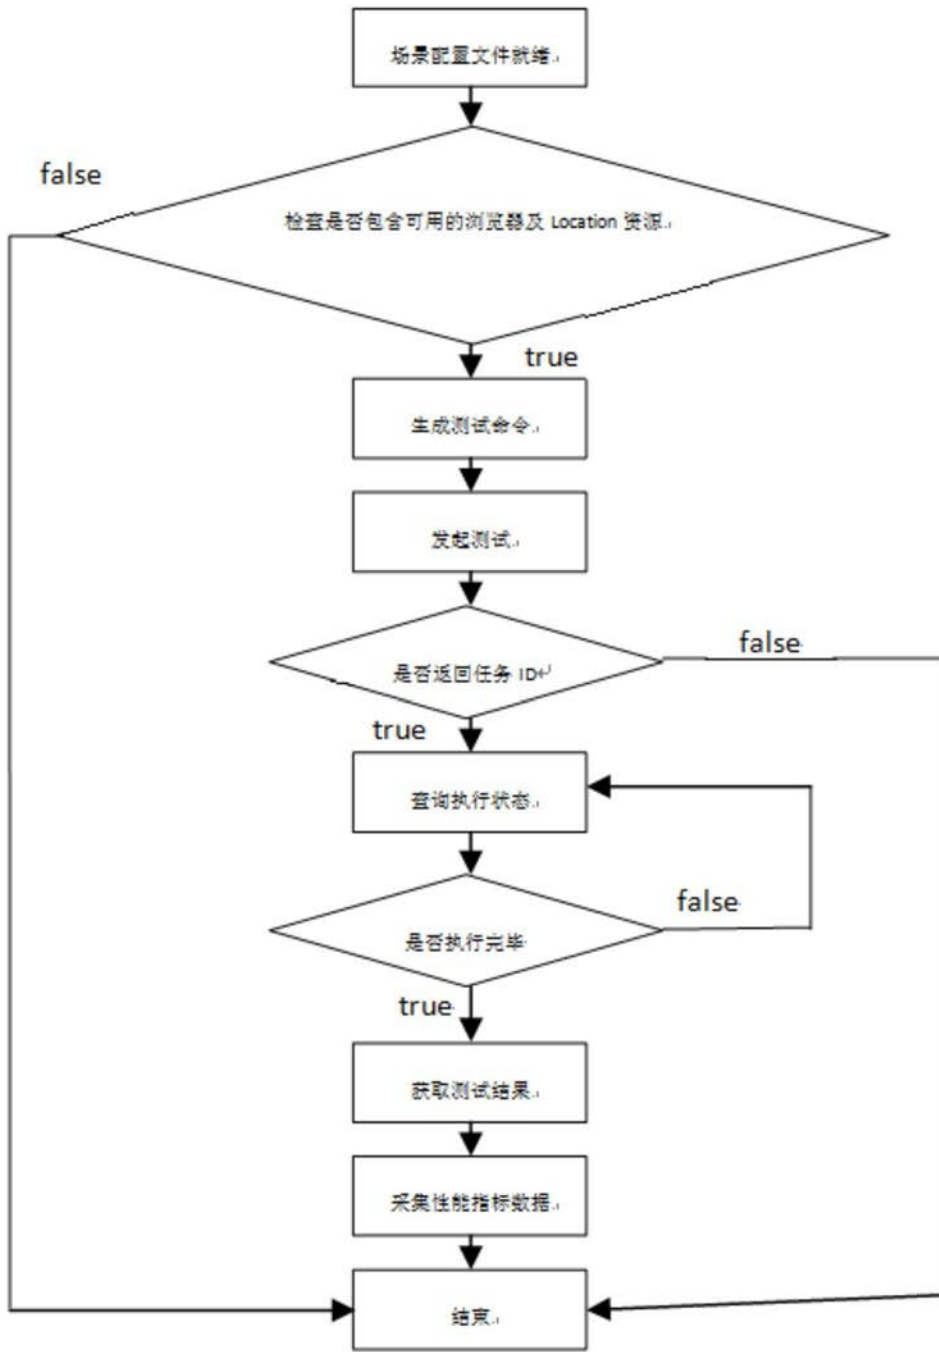 场景配置文件就绪
false
检查是否包含可用的浏览器及 Location 资源
true
生成测试命令
发起测试
false
是否返回任务 ID
true
查询执行状态
false
是否执行完毕
true
获取测试结果
采集性能指标数据
结束